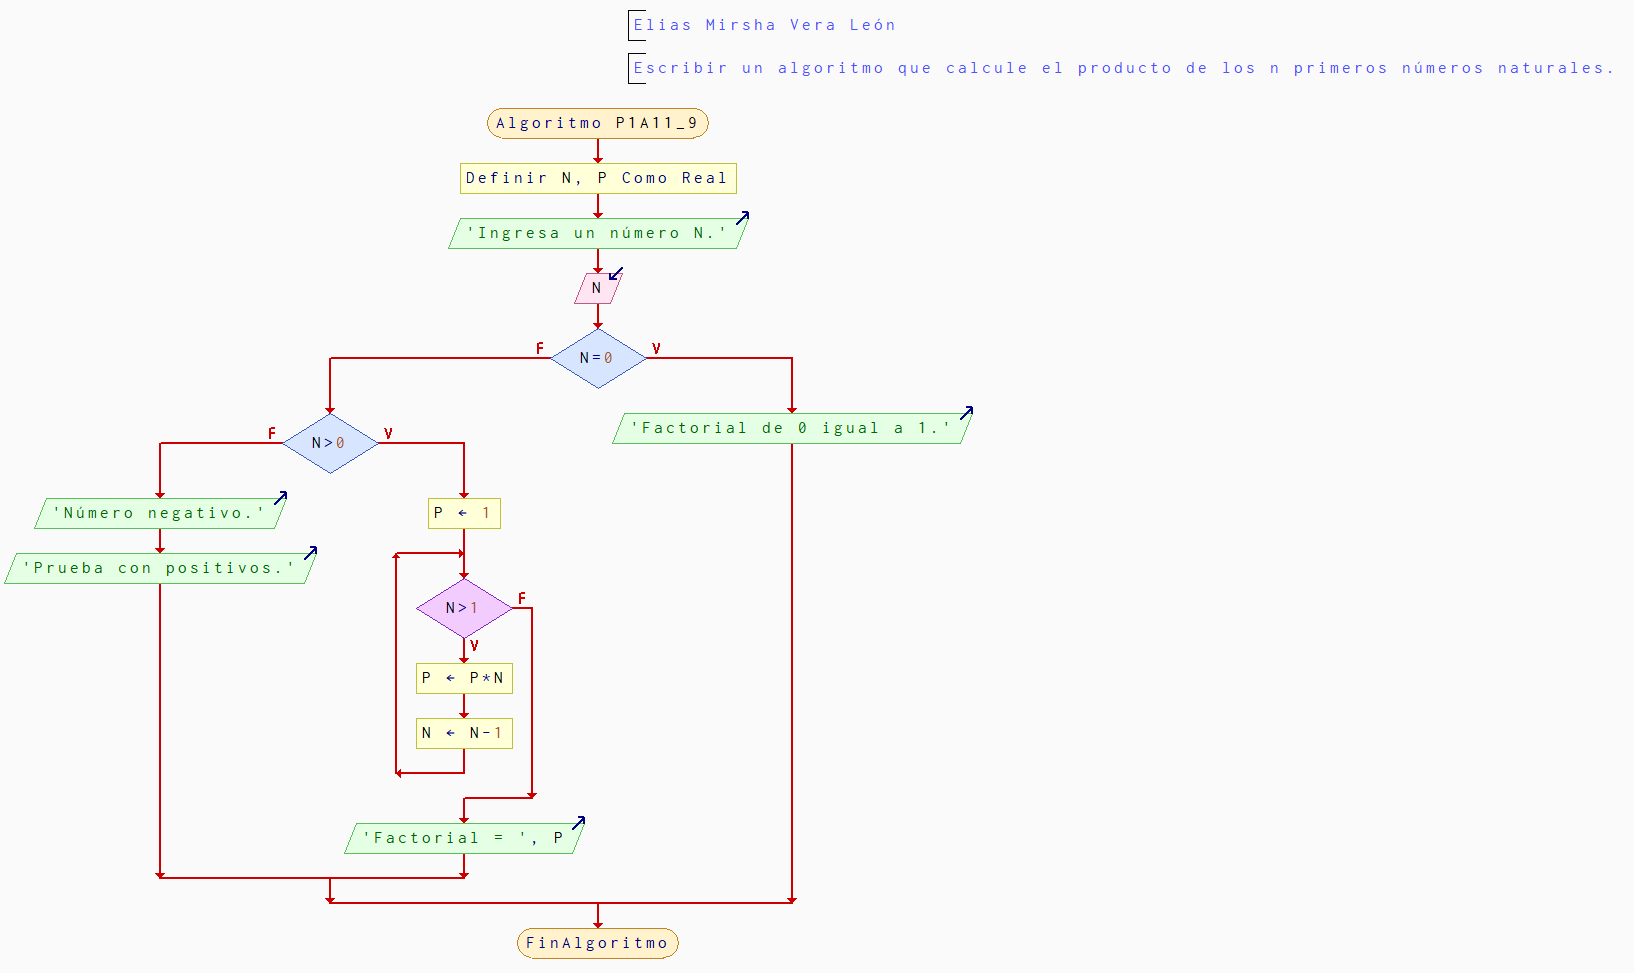 Elias Mirsha Vera León
Escribir un algoritmo que calcule el producto de los n primeros números naturales.
Algoritmo P1A11_9
Definir N, P Como Real
'Ingresa un número N.'
N
F
N=0
V
F
N>0
V
'Factorial de 0 igual a 1.'
'Número negativo.'
P ← 1
'Prueba con positivos.'
N>1
F
V
P ← P*N
N ← N-1
'Factorial = ', P
FinAlgoritmo